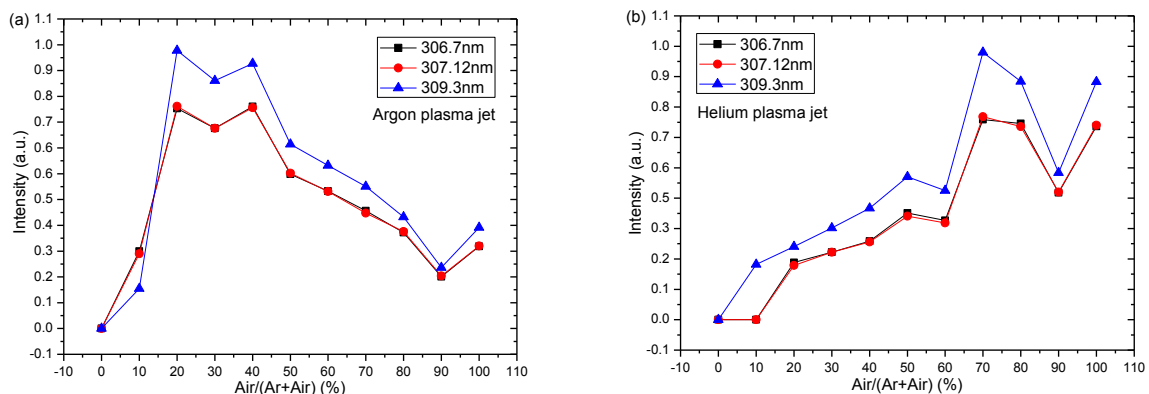 (a)
306.7nm
307.12nm
309.3nm
Argon plasma jet
Intensity (a.u.)
1.1
1.0
0.9
0.8
0.7
0.6
0.5
0.4
0.3
0.2
0.1
0.0
-0.1
-10 0 10 20 30 40 50 60 70 80 90 100 110
Air/(Ar+Air) (%)
(b)
306.7nm
307.12nm
309.3nm
Helium plasma jet
Intensity (a.u.)
1.1
1.0
0.9
0.8
0.7
0.6
0.5
0.4
0.3
0.2
0.1
0.0
-0.1
-10 0 10 20 30 40 50 60 70 80 90 100 110
Air/(Ar+Air) (%)